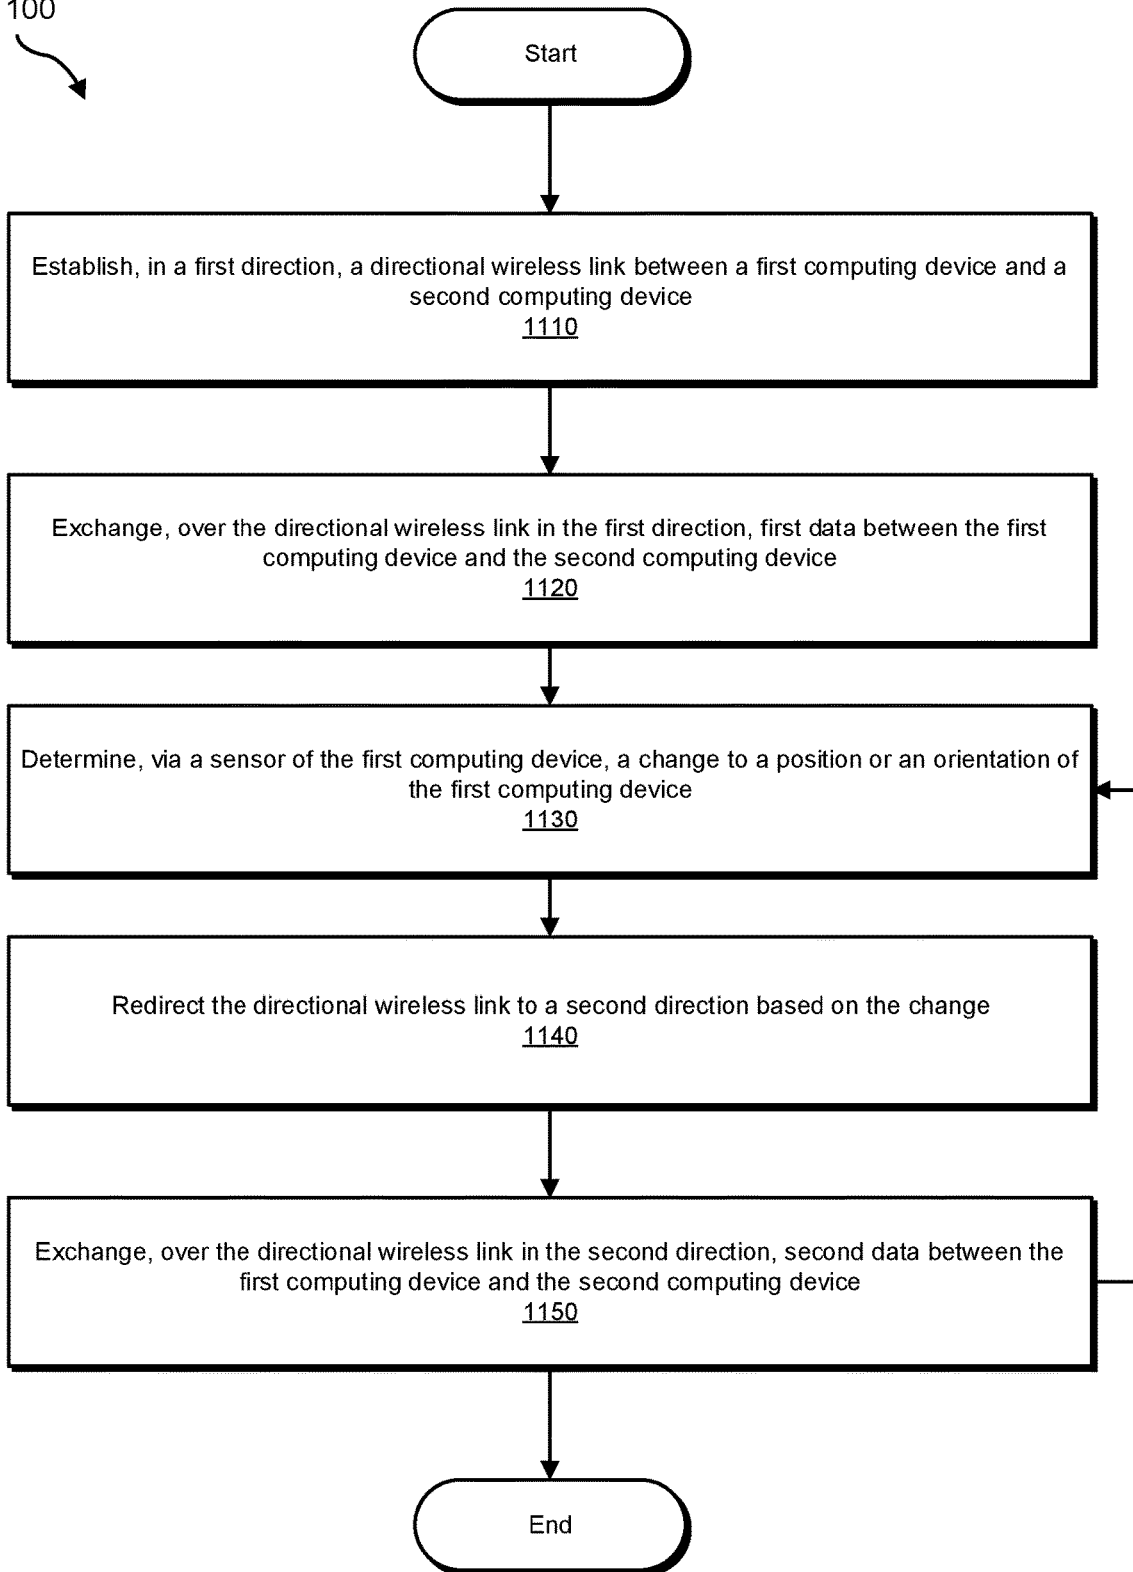 100
Start
Establish, in a first direction, a directional wireless link between a first computing device and a
second computing device
1110
Exchange, over the directional wireless link in the first direction, first data between the first
computing device and the second computing device
1120
Determine, via a sensor of the first computing device, a change to a position or an orientation of
the first computing device
1130
Redirect the directional wireless link to a second direction based on the change
1140
Exchange, over the directional wireless link in the second direction, second data between the
first computing device and the second computing device
1150
End